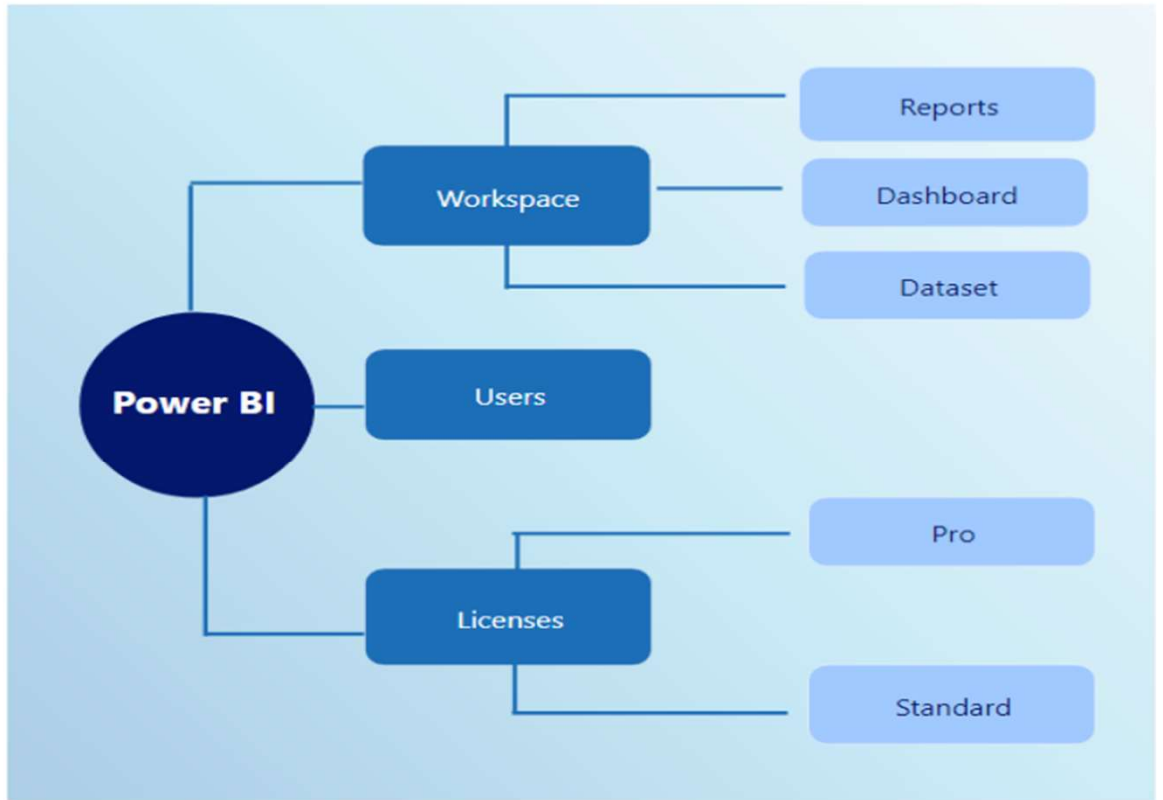 Reports
Workspace
Dashboard
Dataset
Power BI
Users
Pro
Licenses
Standard